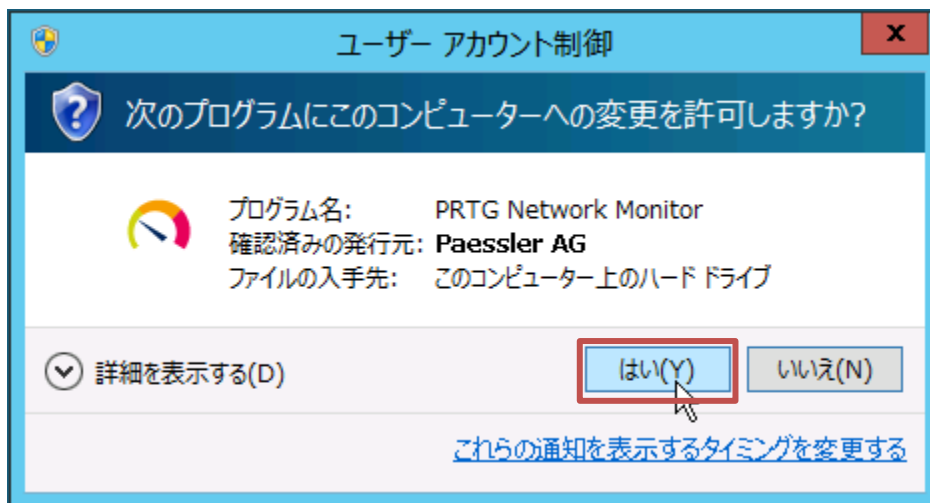 ユーザー アカウント制御
x
次のプログラムにこのコンピューターへの変更を許可しますか?
プログラム名: PRTG Network Monitor
確認済みの発行元: Paessler AG
ファイルの入手先: このコンピューター上のハード ドライブ
詳細を表示する(D) はい(Y) いいえ(N)
これらの通知を表示するタイミングを変更する